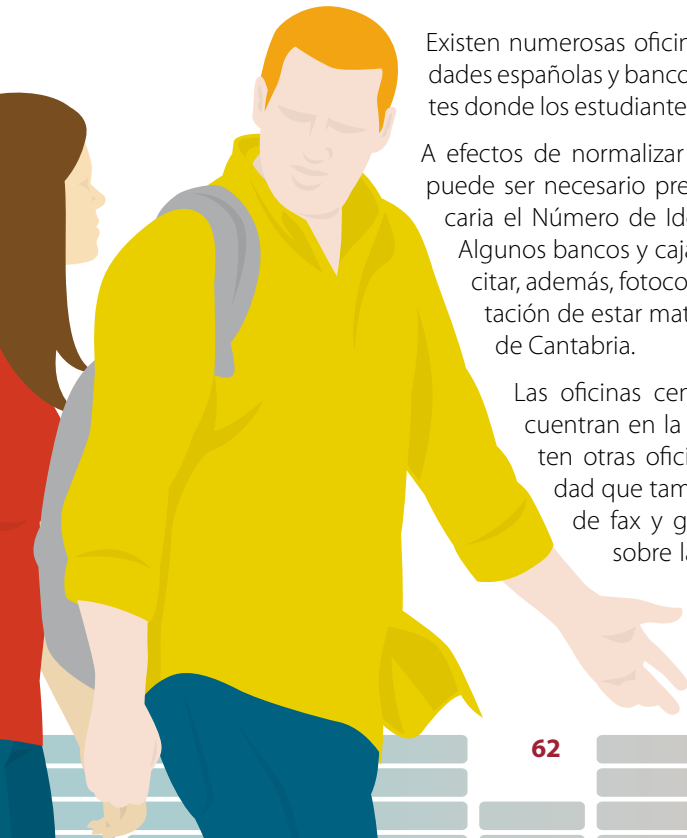 Existen numerosas oficin
dades españolas y banco
tes donde los estudiante
A efectos de normalizar
puede ser necesario pre
caria el Número de Ide
Algunos bancos y caja
citar, además, fotoco
tación de estar mat
de Cantabria.
Las oficinas cen
cuentran en la
ten otras ofici
dad que tam
de fax y g
sobre la
62